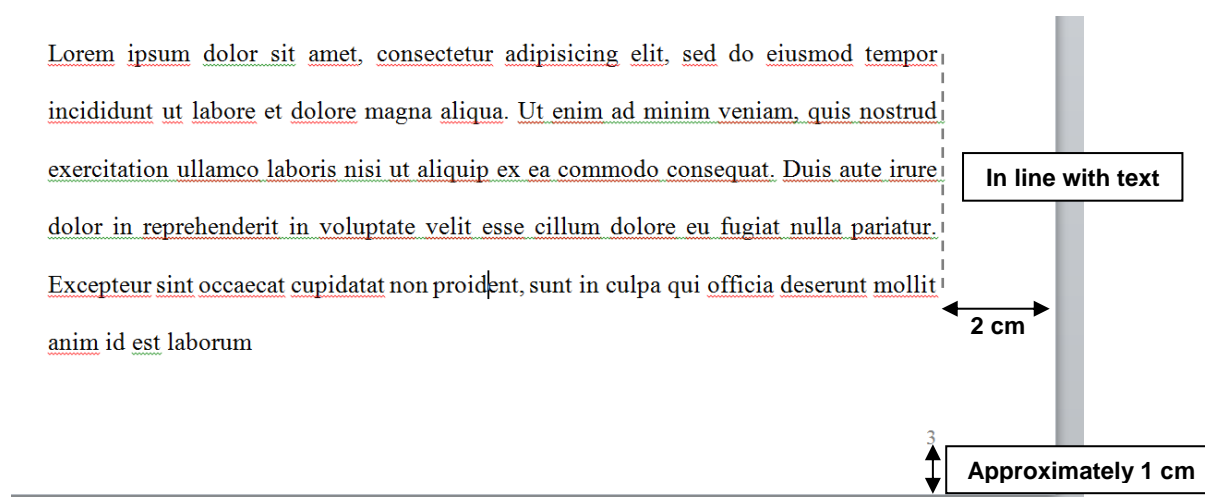 Lorem ipsum dolor sit amet, consectetur adipisicing elit, sed do eiusmod tempor
incididunt ut labore et dolore magna aliqua. Ut enim ad minim veniam, quis nostrud
exercitation ullamco laboris nisi ut aliquip ex ea commodo consequat. Duis aute irure
In line with text
dolor in reprehenderit in voluptate velit esse cillum dolore eu fugiat nulla pariatur.
Excepteur sint occaecat cupidatat non proident, sunt in culpa qui officia deserunt mollit
2 cm
anim id est laborum
3
Approximately 1 cm